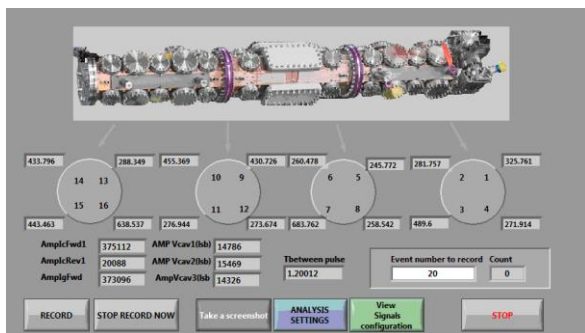 433.796 288.349 455.369 430.726 260.478 245.772 281.757 325.761
14 13 10 9 6 5 2 1
15 16 11 12 7 8 3 4
443.463 638.537 276.944 273.674 683.762 258.542 489.6 271.914
AmplcFwd1 375112 AMP Vcav1(lsb) 14786
AmplcRev1 20088 AMP Vcav2(lsb) 15469
Amplgfwd 373096 AmpVcav3(lsb) 14326
Tbetween pulse
1.20012
Event number to record Count
20 0
RECORD STOP RECORD NOW Take a screenshot ANALYSIS SETTINGS View Signals configuration STOP